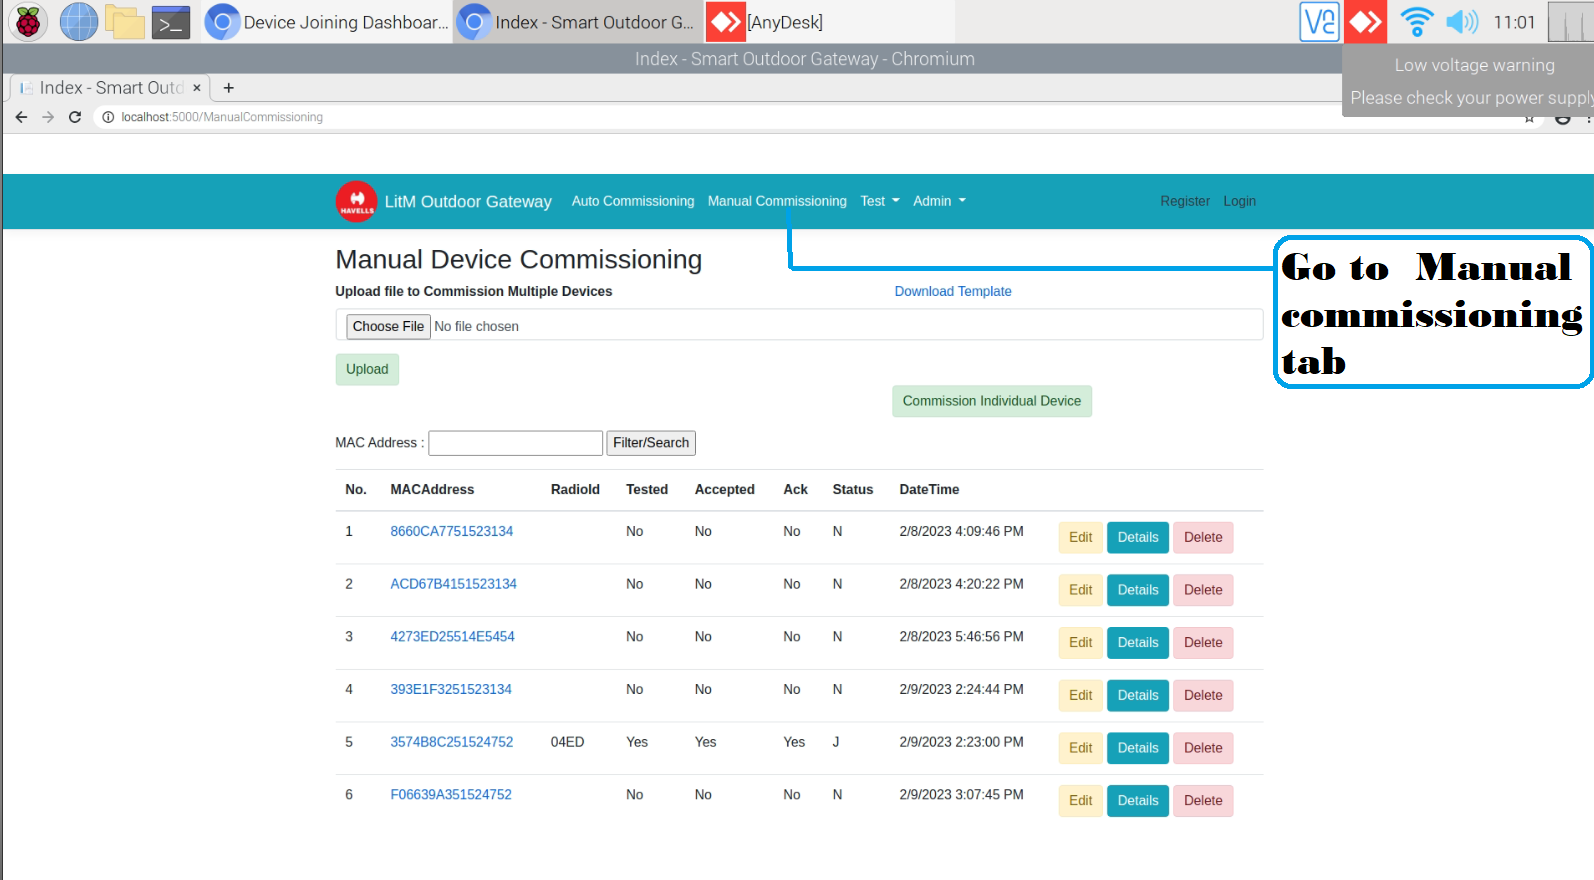 Device Joining Dashboar...
Index - Smart Outdoor G...
[AnyDesk]
11:01
Index - Smart Outdoor Gateway - Chromium
Low voltage warning
Please check your power supply
Index - Smart Outd
localhost:5000/ManualCommissioning
HAVELLS
LitM Outdoor Gateway Auto Commissioning Manual Commissioning Test Admin Register Login
Manual Device Commissioning
Upload file to Commission Multiple Devices Download Template
Choose File No file chosen
Upload
Commission Individual Device
MAC Address : Filter/Search
No. MACAddress RadioId Tested Accepted Ack Status DateTime
1 8660CA7751523134 No No No N 2/8/2023 4:09:46 PM Edit Details Delete
2 ACD67B4151523134 No No No N 2/8/2023 4:20:22 PM Edit Details Delete
3 4273ED25514E5454 No No No N 2/8/2023 5:46:56 PM Edit Details Delete
4 393E1F3251523134 No No No N 2/9/2023 2:24:44 PM Edit Details Delete
5 3574B8C251524752 04ED Yes Yes Yes J 2/9/2023 2:23:00 PM Edit Details Delete
6 F06639A351524752 No No No N 2/9/2023 3:07:45 PM Edit Details Delete
Go to Manual
commissioning
tab